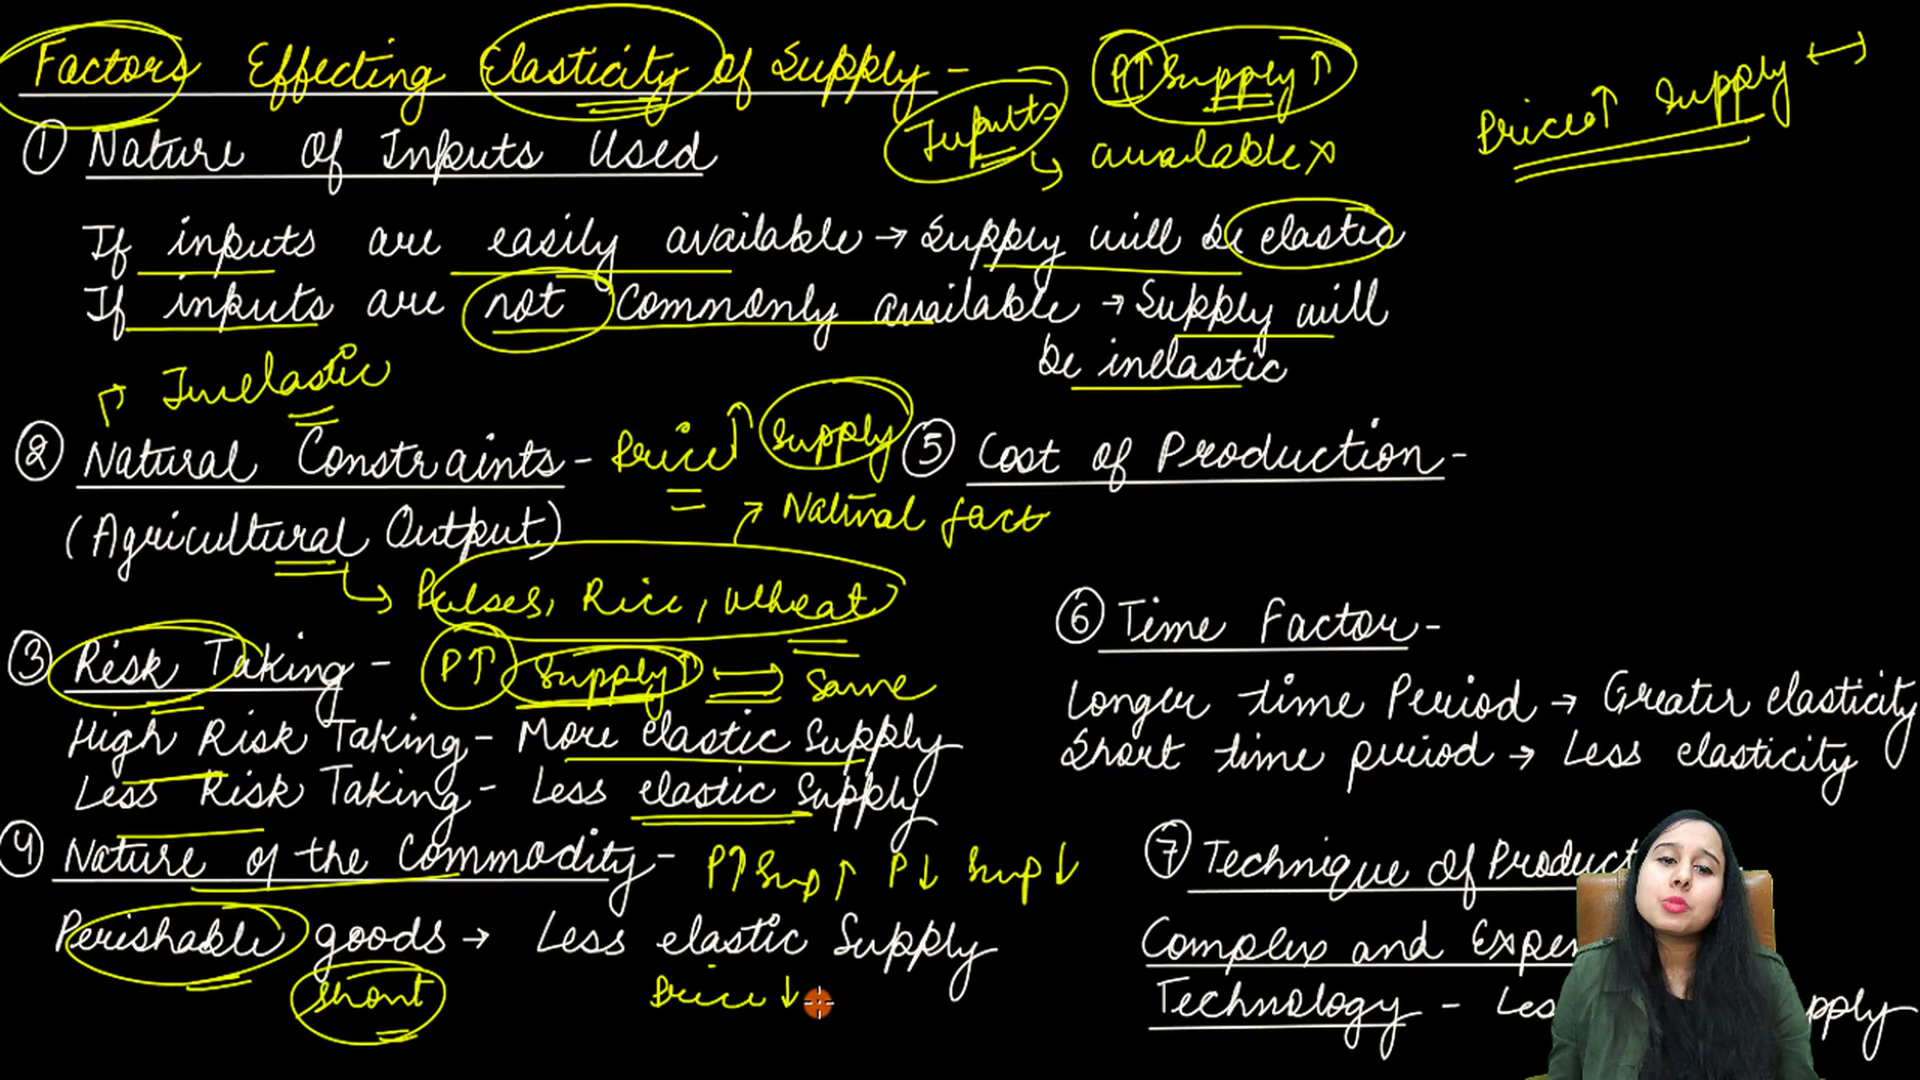 Factors Effecting Elasticity of Supply -
P↑ Supply↑
Prices↑ Supply ↔
Inputs
↳ available x
① Nature Of Inputs Used
If inputs are easily available → Supply will be elastic
If inputs are not commonly available → Supply will
be inelastic
Inelastic
② Natural Constraints - Price↑ Supply
(Agricultural Output)
→ Natural fact
↳ Pulses, Rice, Wheat
③ Risk Taking - P↑ Supply↑ ↔ Same
High Risk Taking - More elastic Supply
Less Risk Taking - Less elastic Supply
④ Nature of the Commodity - P↑ Sup↑ P↓ Sup↓
Perishable goods → Less elastic Supply
Short
Price ↓
⑤ Cost of Production -
⑥ Time Factor -
Longer time Period → Greater elasticity
Short time period → Less elasticity
⑦ Technique Of Product
Complex and Expen
Technology - Les pply